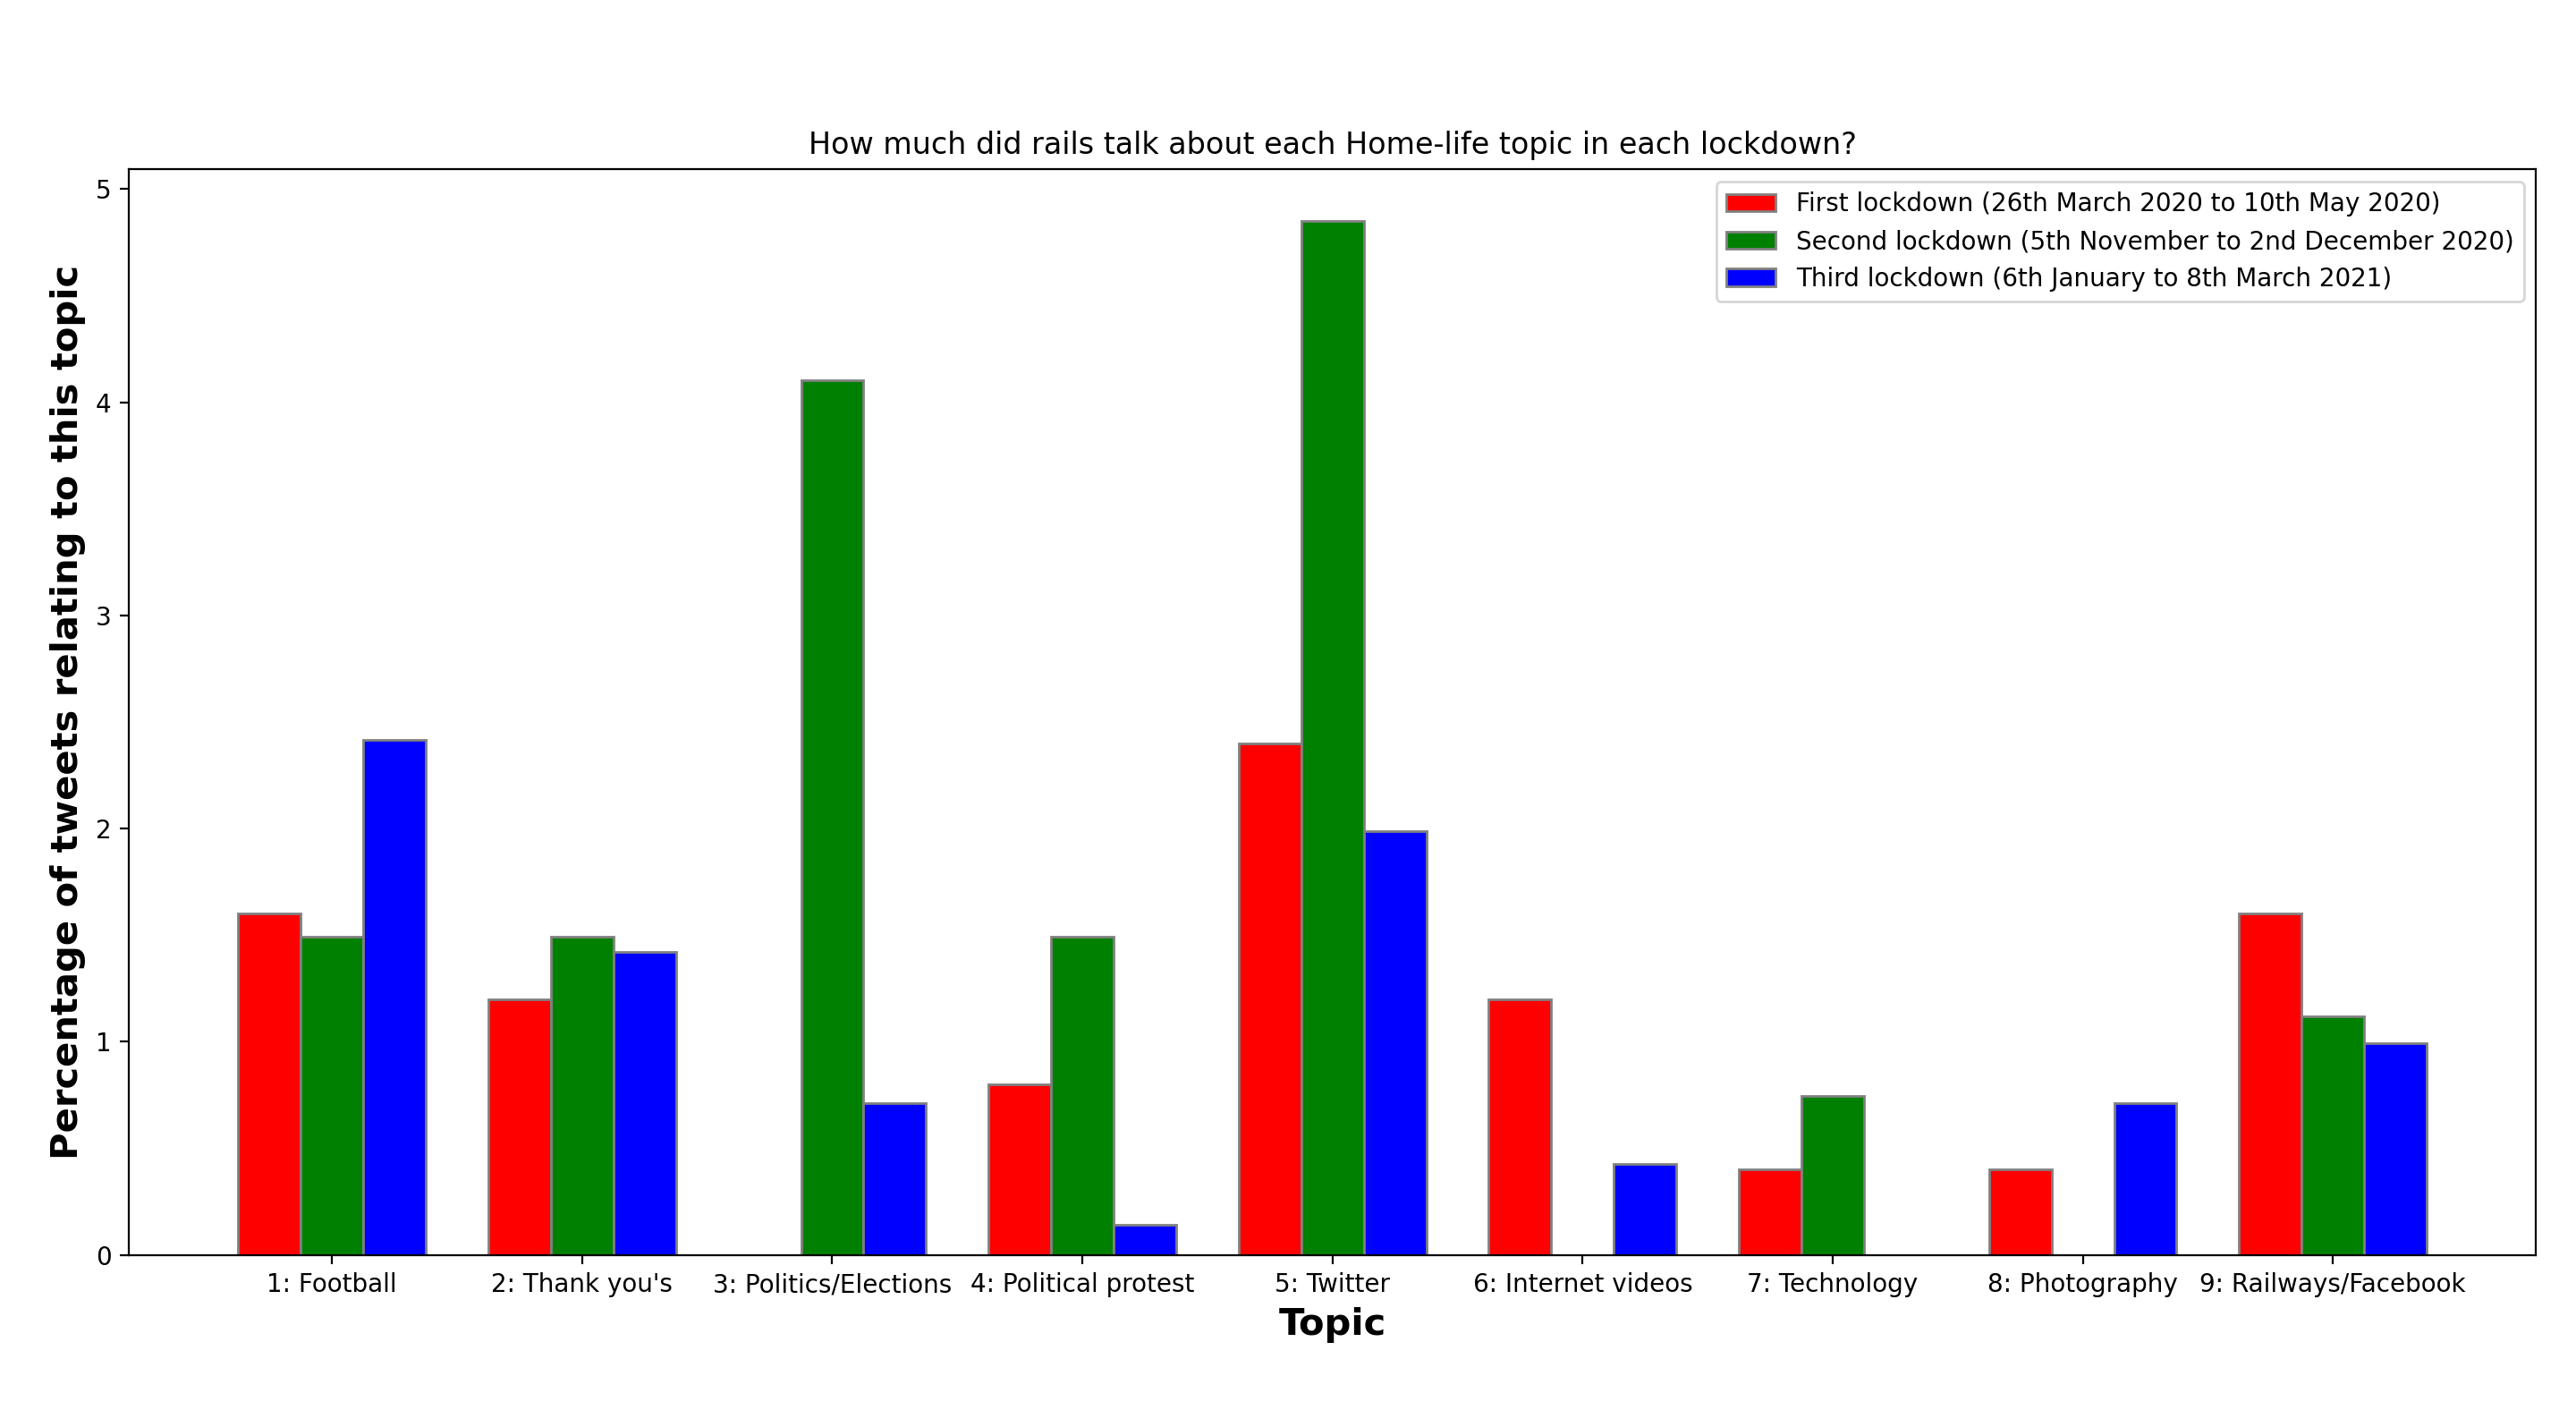 How much did rails talk about each Home-life topic in each lockdown?
First lockdown (26th March 2020 to 10th May 2020)
Second lockdown (5th November to 2nd December 2020)
Third lockdown (6th January to 8th March 2021)
Percentage of tweets relating to this topic
5
4
3
2
1
0
1: Football
2: Thank you's
3: Politics/Elections
4: Political protest
5: Twitter
6: Internet videos
7: Technology
8: Photography
9: Railways/Facebook
Topic